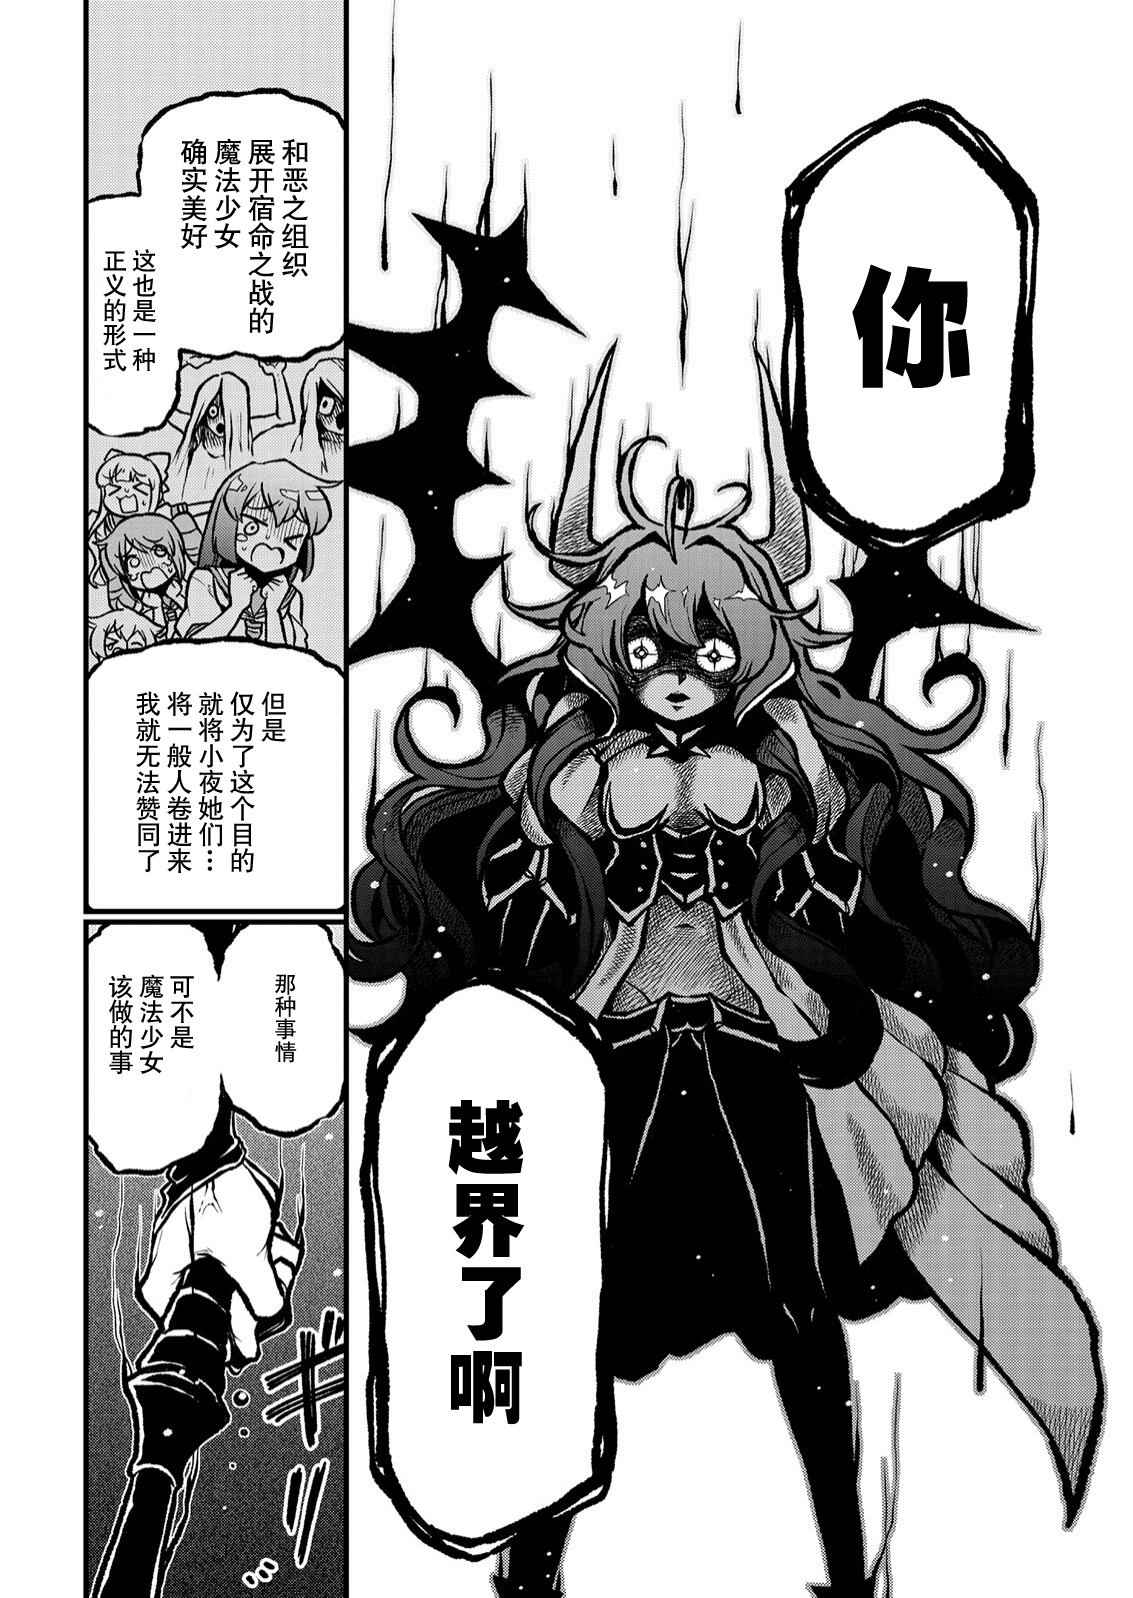 你
越界了啊
和恶之组织
展开宿命之战的
魔法少女
确实美好
这也是一种
正义的形式
但是
仅为了这个目的
就将小夜她们…
将一般人卷进来
我就无法赞同了
那种事情
可不是
魔法少女
该做的事
ギギ